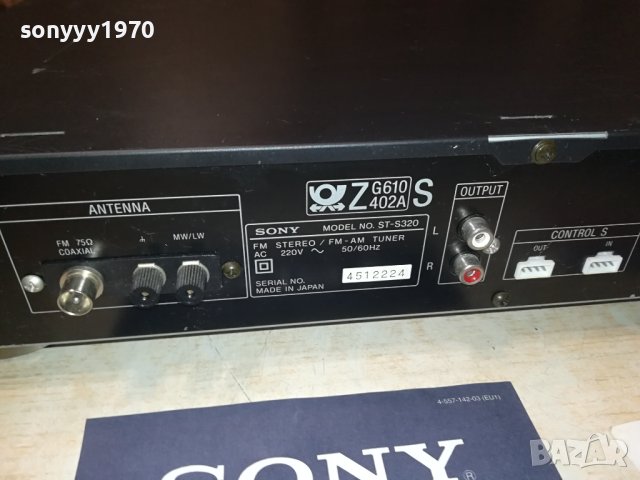 sonyyy1970
ANTENNA
FM 75Ω
COAXIAL
MW/LW
Z G610 S
402A
SONY MODEL NO. ST-S320
FM STEREO / FM-AM TUNER
AC 220V ~ 50/60HZ
SERIAL NO. 4512224
MADE IN JAPAN
OUTPUT
L
R
CONTROL S
OUT
IN
4-557-142-03 (EU1)
SONY®
BAZAR